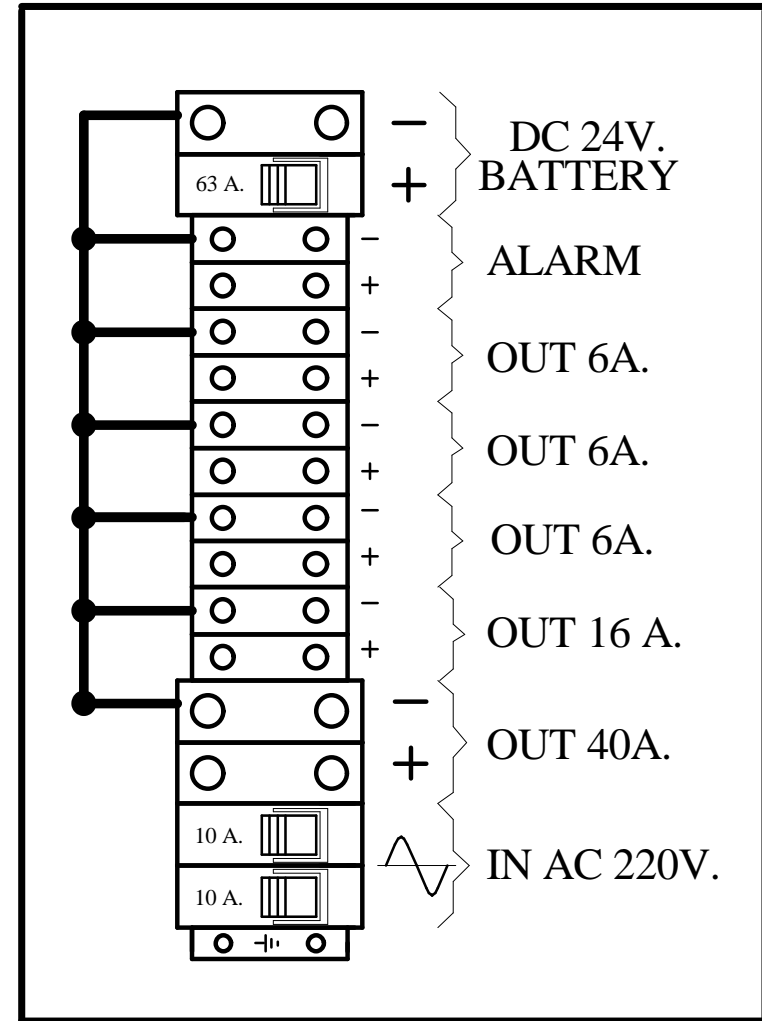 −
DC 24V.
63 A.
+
BATTERY
−
ALARM
+
−
OUT 6A.
+
−
OUT 6A.
+
−
OUT 6A.
+
−
OUT 16 A.
+
−
OUT 40A.
+
10 A.
IN AC 220V.
10 A.